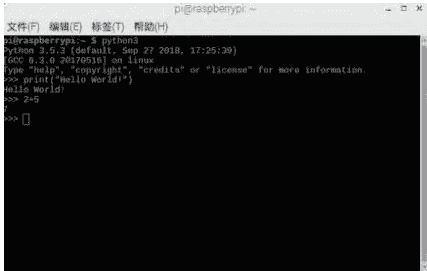 pi@raspberrypi: ~
文件(F) 编辑(E) 标签(T) 帮助(H)
pi@raspberrypi:~ $ python3
Python 3.5.3 (default, Sep 27 2018, 17:25:39)
[GCC 6.3.0 20170516] on linux
Type "help", "copyright", "credits" or "license" for more information.
>>> print("Hello World!")
Hello World!
>>> 2+5
7
>>>